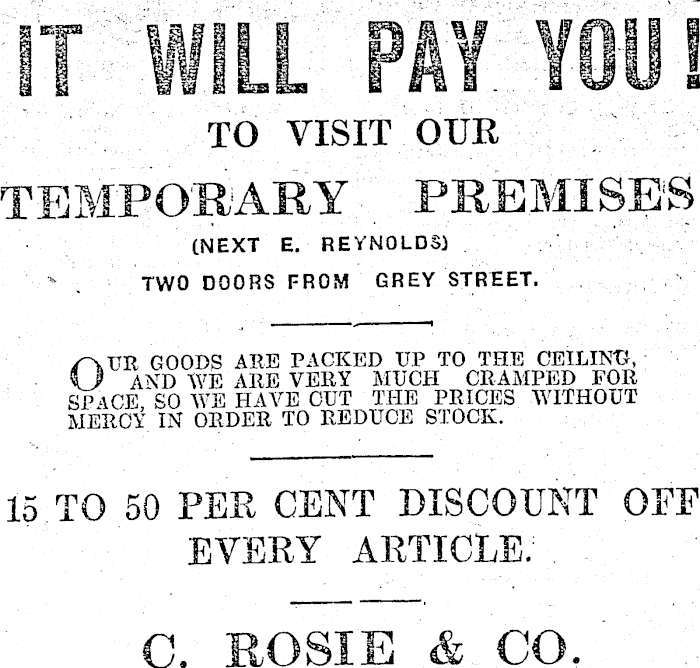 IT WILL PAY YOU!
TO VISIT OUR
TEMPORARY PREMISES
(NEXT E. REYNOLDS)
TWO DOORS FROM GREY STREET.
OUR GOODS ARE PACKED UP TO THE CEILING,
AND WE ARE VERY MUCH CRAMPED FOR
SPACE, SO WE HAVE CUT THE PRICES WITHOUT
MERCY IN ORDER TO REDUCE STOCK.
15 TO 50 PER CENT DISCOUNT OFF
EVERY ARTICLE.
C. ROSIE & CO.